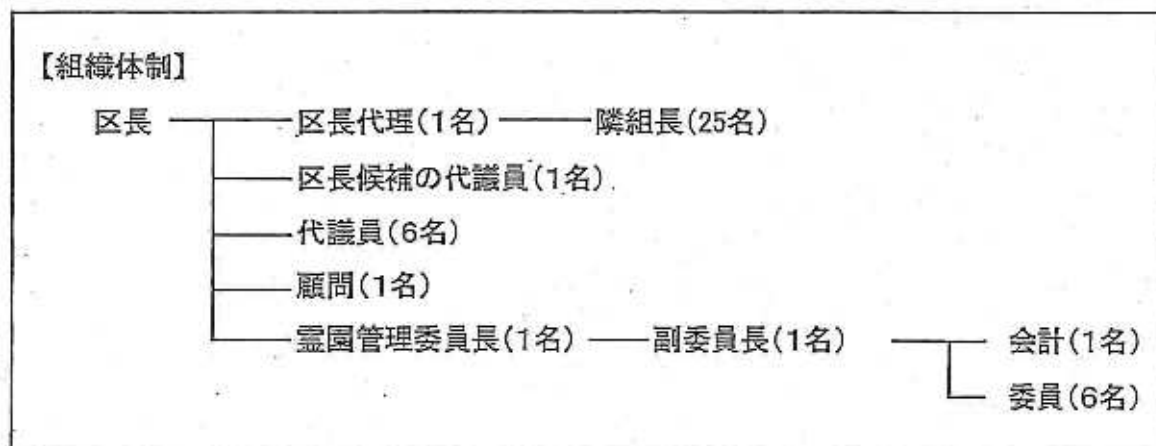 【組織体制】
区長 区長代理(1名) 隣組長(25名)
区長候補の代議員(1名)
代議員(6名)
顧問(1名)
霊園管理委員長(1名) 副委員長(1名) 会計(1名)
委員(6名)